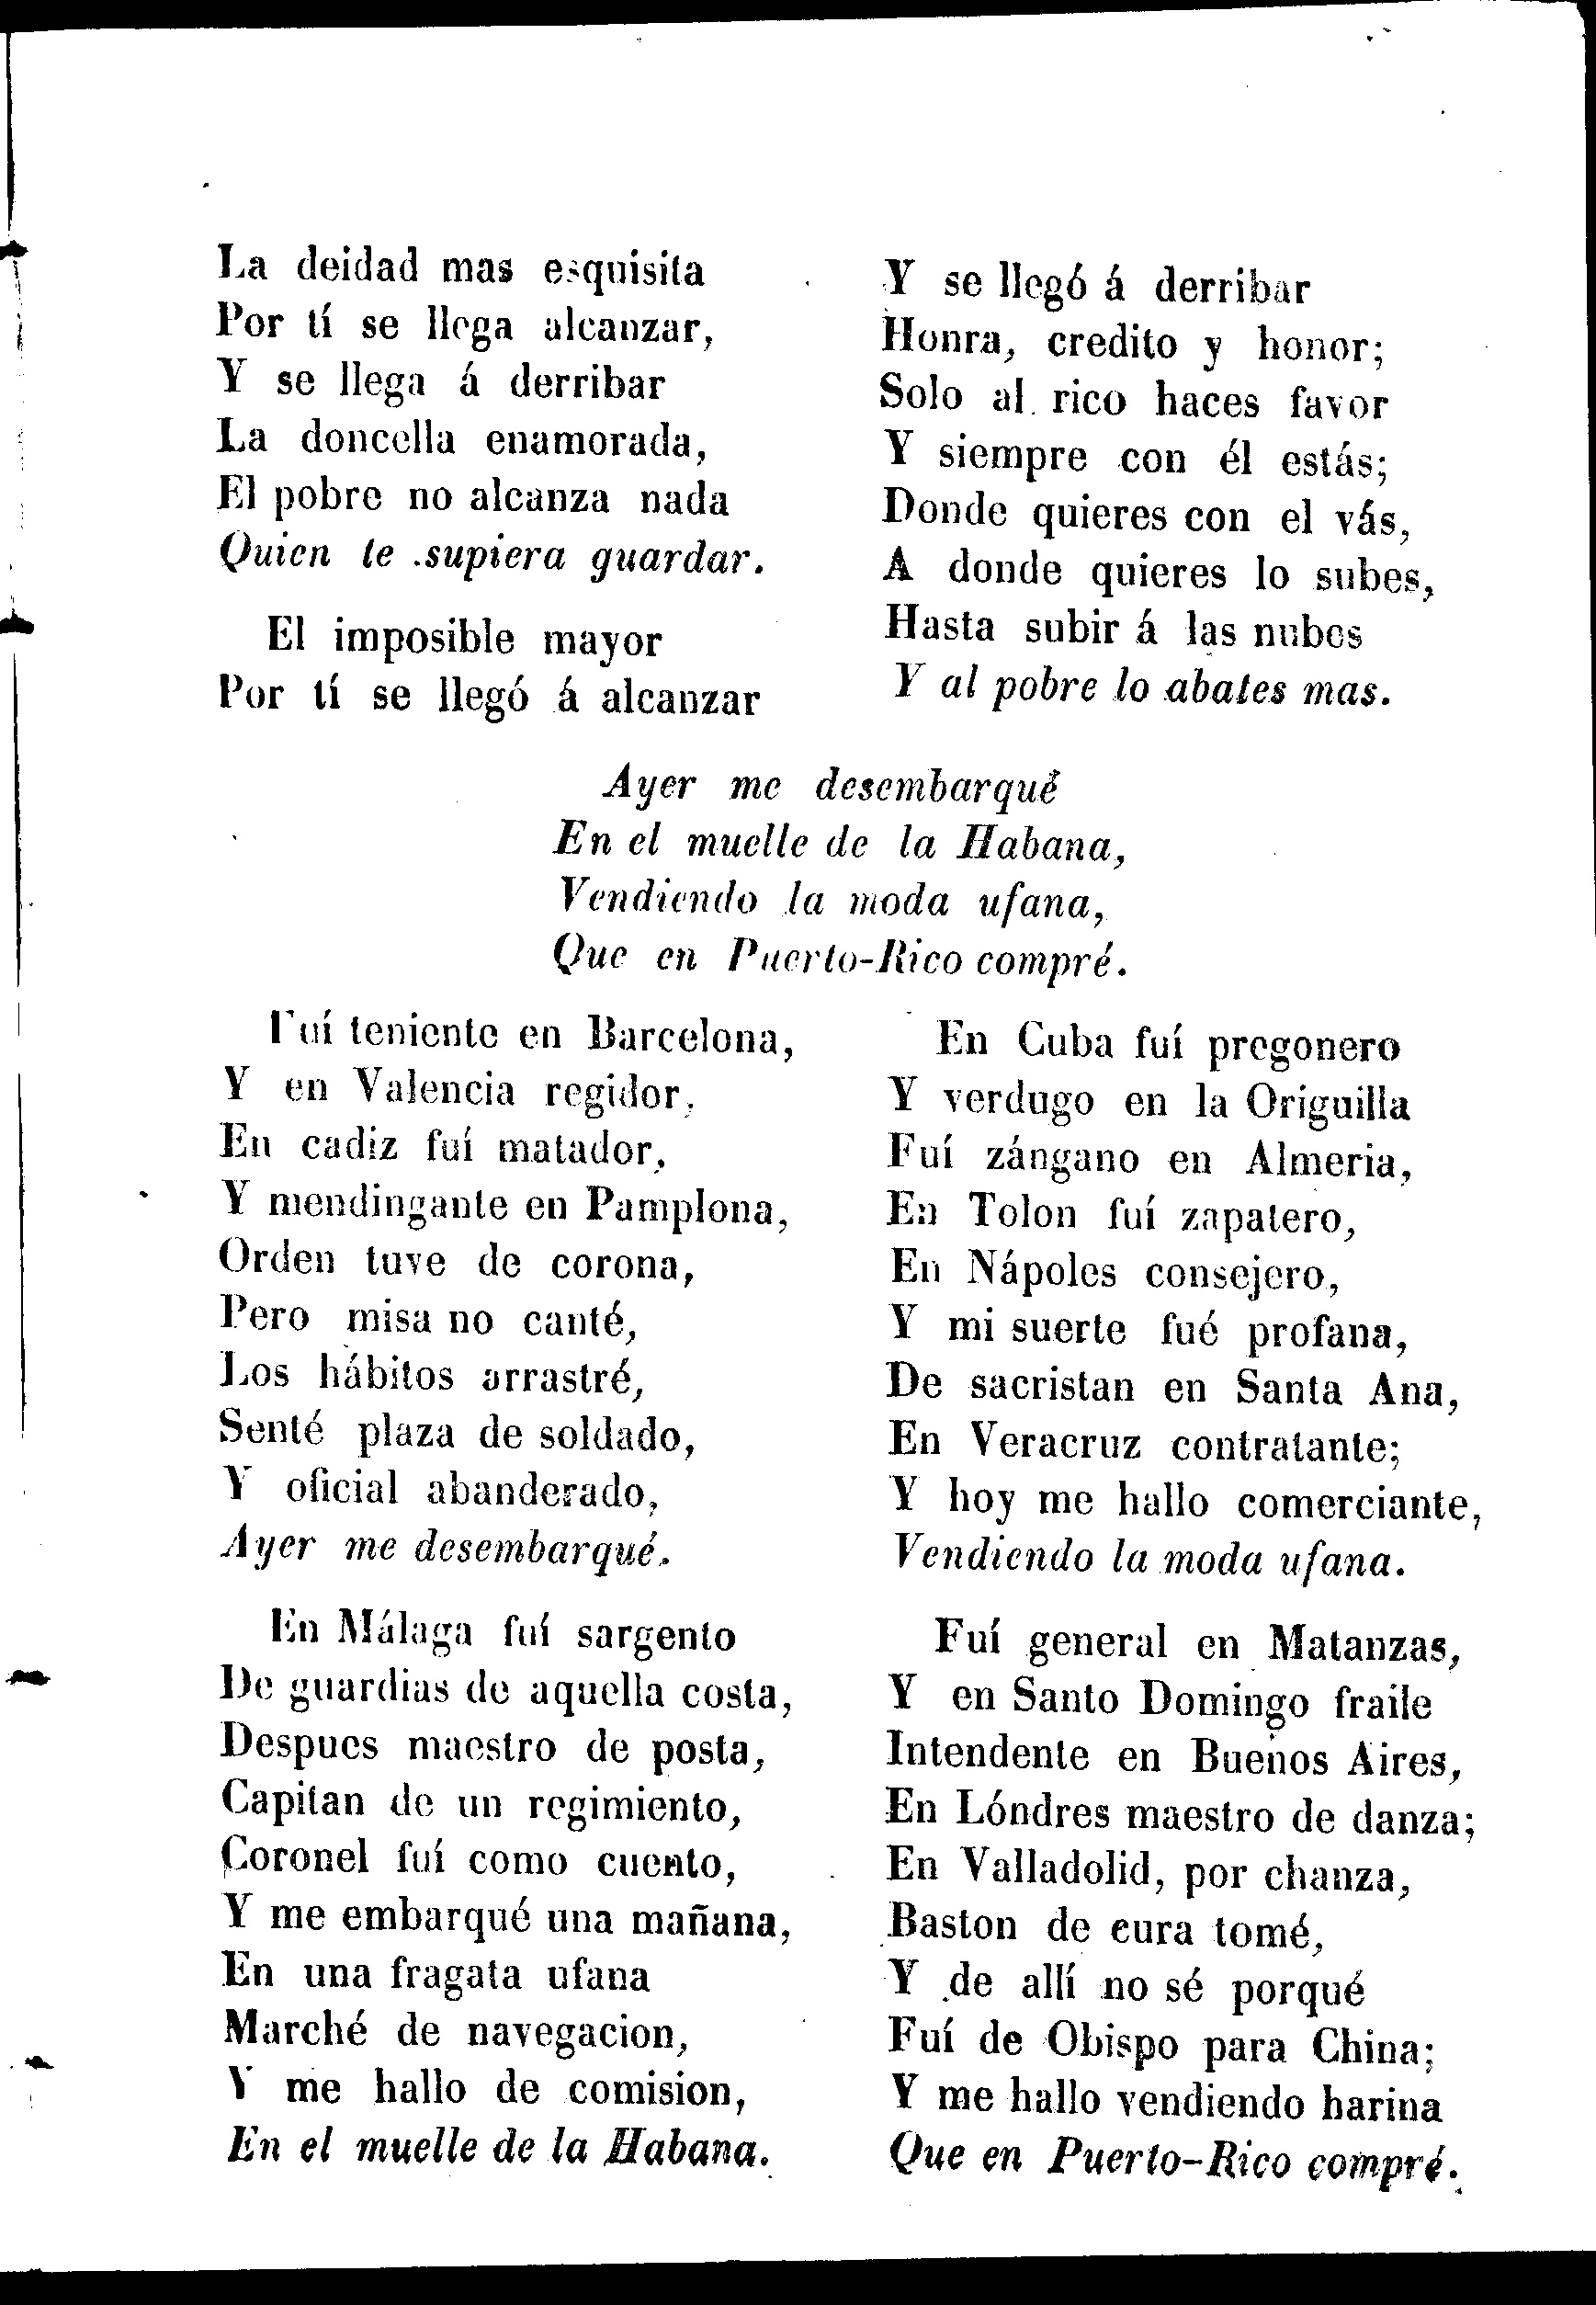 La deidad mas esquisita
Por tí se llega alcanzar,
Y se llega á derribar
La doncella enamorada,
El pobre no alcanza nada
Quien te supiera guardar.
El imposible mayor
Por tí se llegó á alcanzar
Y se llegó á derribar
Honra, credito y honor;
Solo al rico haces favor
Y siempre con él estás;
Donde quieres con el vás,
A donde quieres lo subes,
Hasta subir á las nubes
Y al pobre lo abates mas.
Ayer me desembarqué
En el muelle de la Habana,
Vendiendo la moda ufana,
Que en Puerto-Rico compré.
Fuí teniente en Barcelona,
Y en Valencia regidor,
En cadiz fuí matador,
Y mendingante en Pamplona,
Orden tuve de corona,
Pero misa no canté,
Los hábitos arrastré,
Senté plaza de soldado,
Y oficial abanderado,
Ayer me desembarqué.
En Málaga fuí sargento
De guardias de aquella costa,
Despues maestro de posta,
Capitan de un regimiento,
Coronel fuí como cuento,
Y me embarqué una mañana,
En una fragata ufana
Marché de navegacion,
Y me hallo de comision,
En el muelle de la Habana.
En Cuba fuí pregonero
Y verdugo en la Origuilla
Fuí zángano en Almeria,
En Tolon fuí zapatero,
En Nápoles consejero,
Y mi suerte fué profana,
De sacristan en Santa Ana,
En Veracruz contratante;
Y hoy me hallo comerciante,
Vendiendo la moda ufana.
Fuí general en Matanzas,
Y en Santo Domingo fraile
Intendente en Buenos Aires,
En Lóndres maestro de danza;
En Valladolid, por chanza,
Baston de cura tomé,
Y de allí no sé porqué
Fuí de Obispo para China;
Y me hallo vendiendo harina
Que en Puerto-Rico compré.